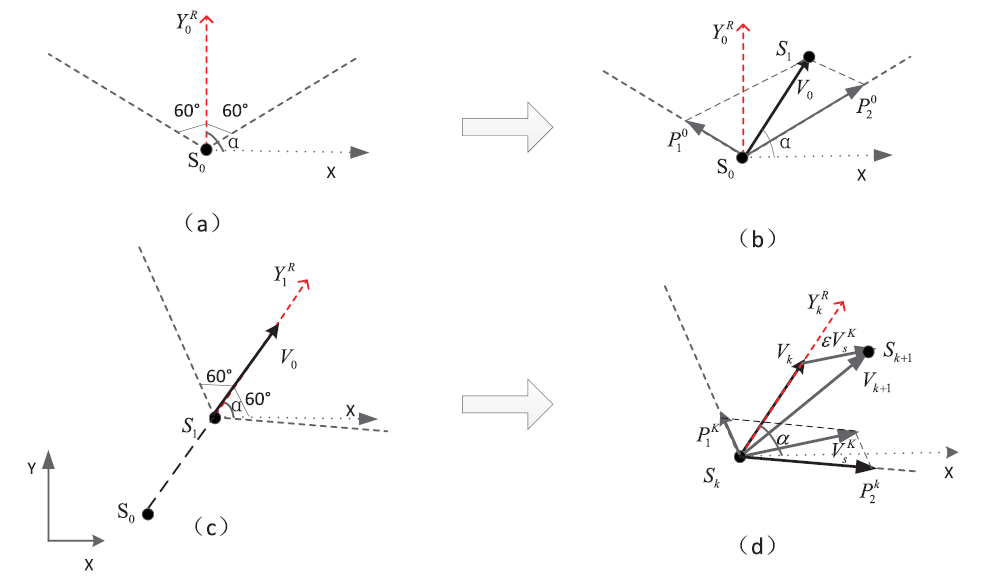 Y₀ᴿ
60° 60°
α
S₀
X
(a)
Y₀ᴿ
S₁
V₀
P₁⁰
P₂⁰
α
S₀
X
(b)
Y₁ᴿ
V₀
60°
α 60°
S₁
X
S₀
Y
X
(c)
Yₖᴿ
Vₖ
εVₛᴷ
Sₖ₊₁
Vₖ₊₁
P₁ᴷ
α
Vₛᴷ
Sₖ
P₂ᵏ
X
(d)